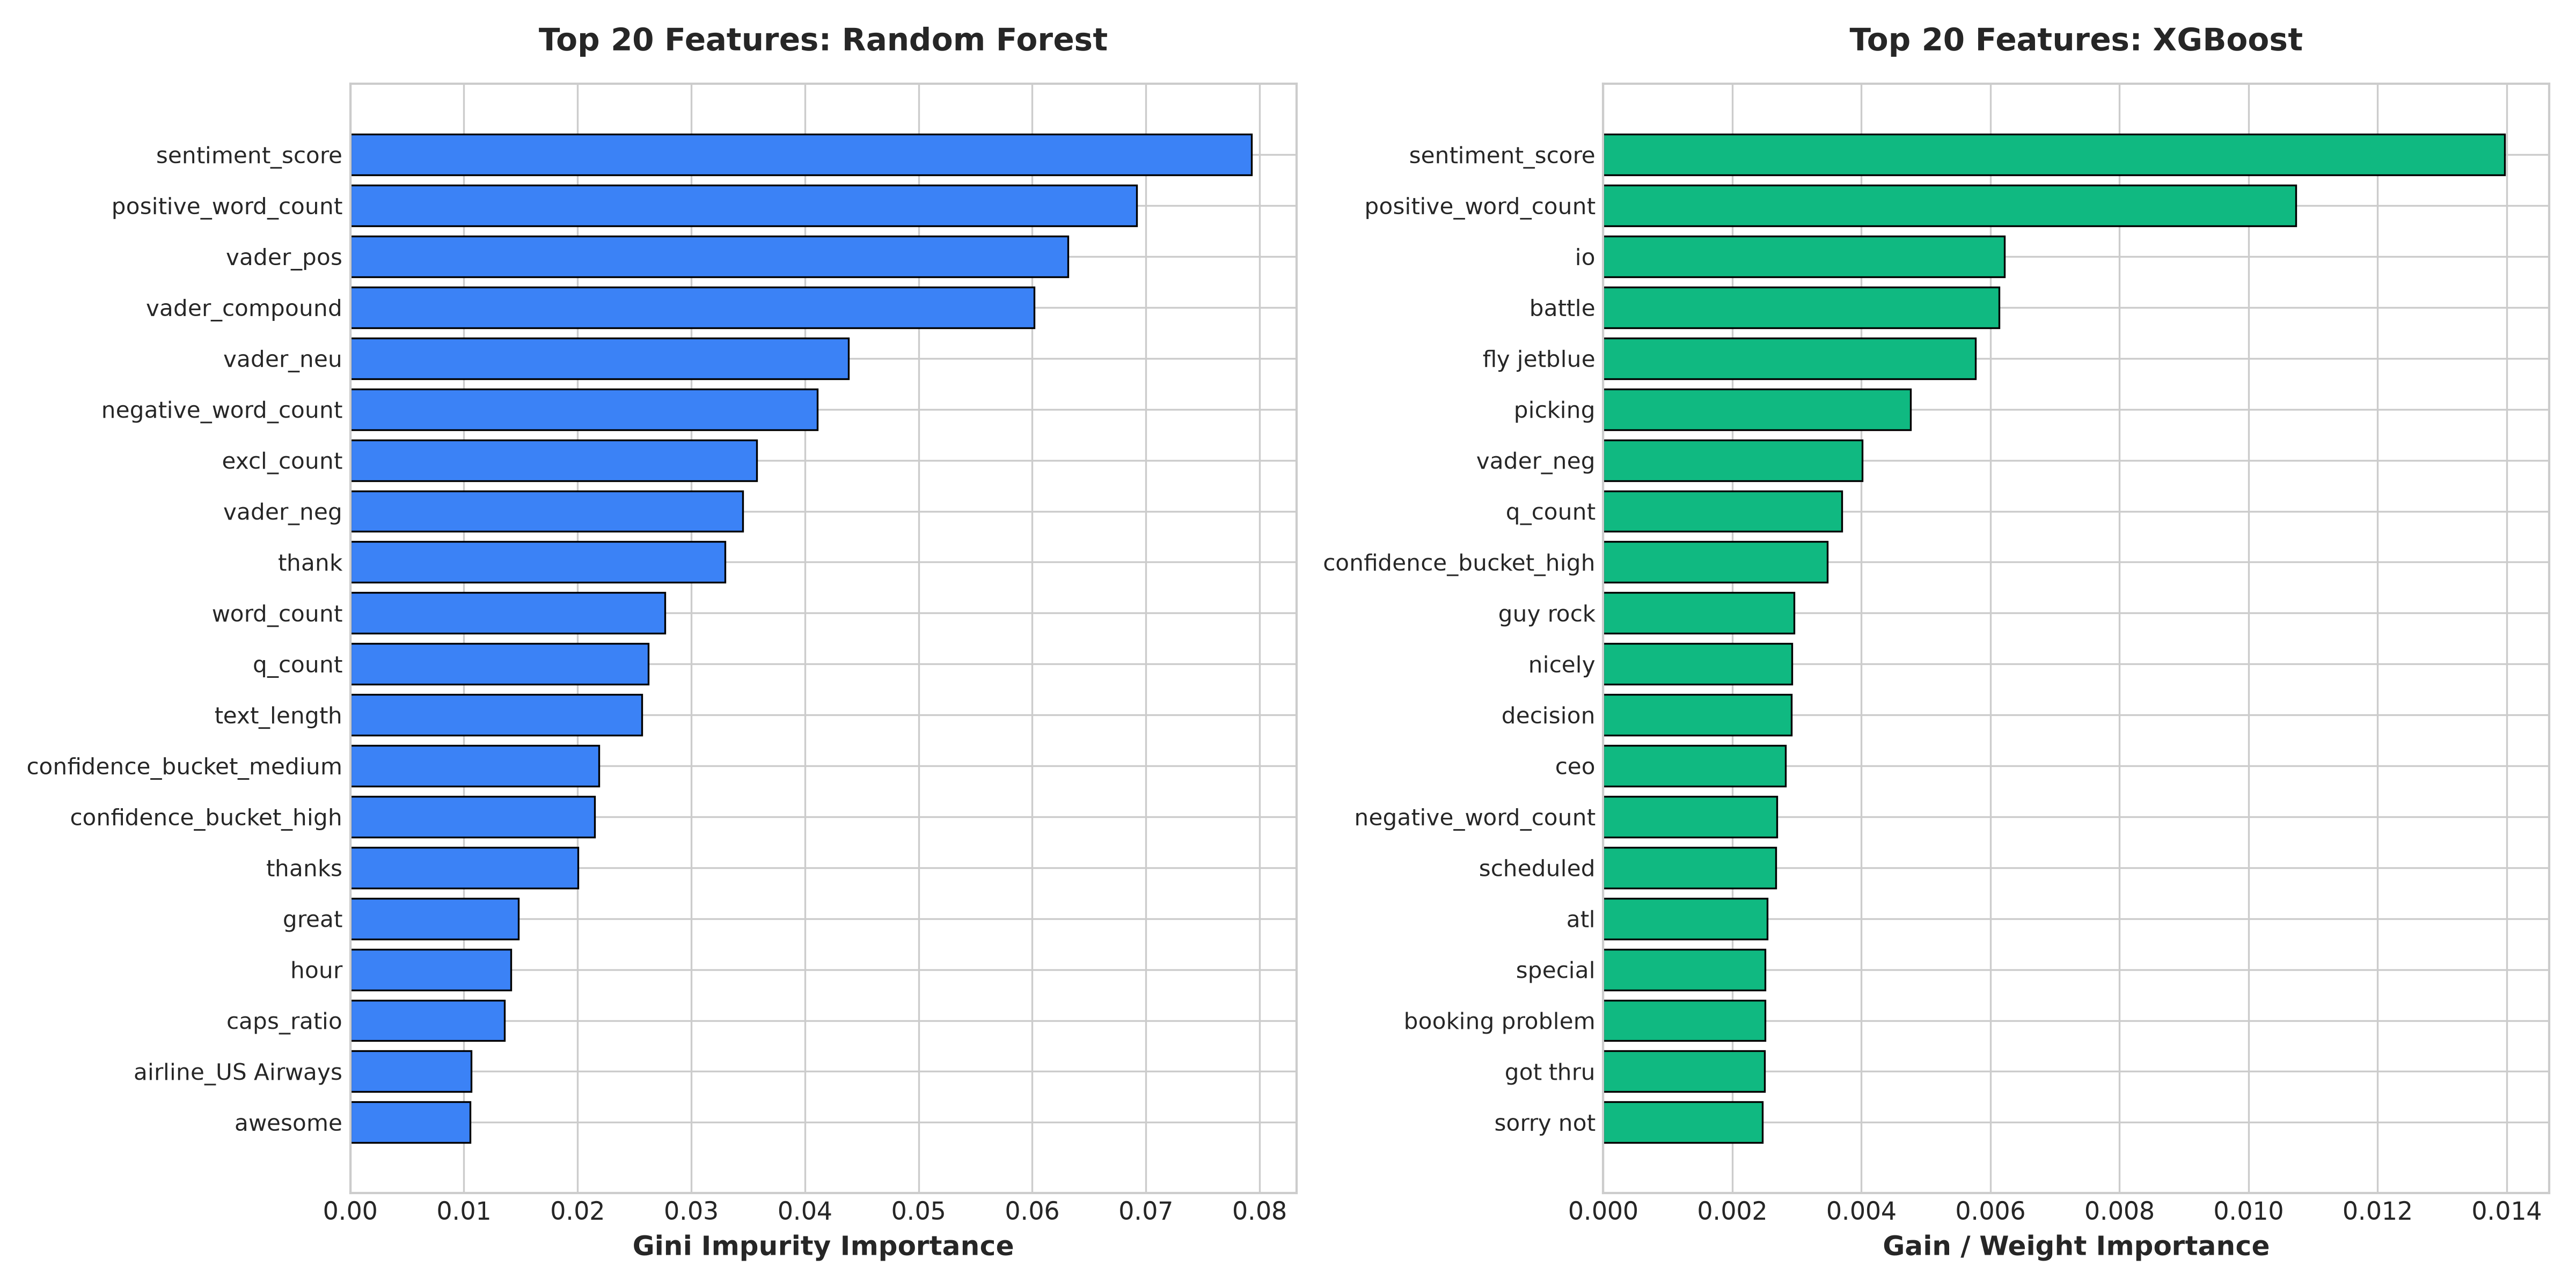 Top 20 Features: Random Forest
sentiment_score
positive_word_count
vader_pos
vader_compound
vader_neu
negative_word_count
excl_count
vader_neg
thank
word_count
q_count
text_length
confidence_bucket_medium
confidence_bucket_high
thanks
great
hour
caps_ratio
airline_US Airways
awesome
0.00 0.01 0.02 0.03 0.04 0.05 0.06 0.07 0.08
Gini Impurity Importance
Top 20 Features: XGBoost
sentiment_score
positive_word_count
io
battle
fly jetblue
picking
vader_neg
q_count
confidence_bucket_high
guy rock
nicely
decision
ceo
negative_word_count
scheduled
atl
special
booking problem
got thru
sorry not
0.000 0.002 0.004 0.006 0.008 0.010 0.012 0.014
Gain / Weight Importance